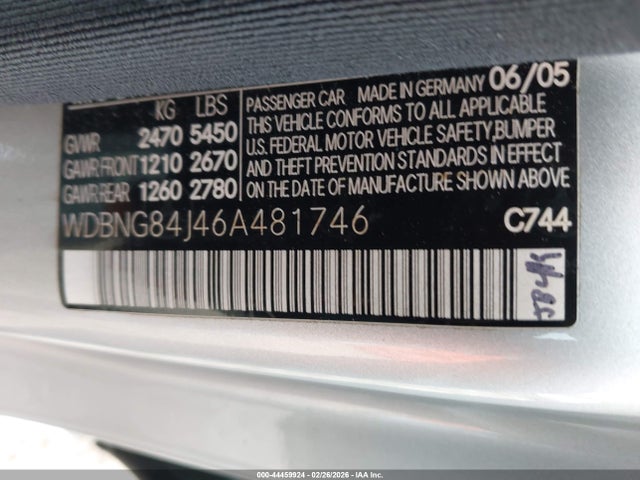 KG LBS
GVWR 2470 5450
GAWR FRONT 1210 2670
GAWR REAR 1260 2780
PASSENGER CAR MADE IN GERMANY 06/05
THIS VEHICLE CONFORMS TO ALL APPLICABLE
U.S. FEDERAL MOTOR VEHICLE SAFETY, BUMPER
AND THEFT PREVENTION STANDARDS IN EFFECT
ON THE DATE OF MANUFACTURE SHOWN ABOVE.
WDBNG84J46A481746 C744
000-44459924 - 02/26/2026 - IAA Inc.